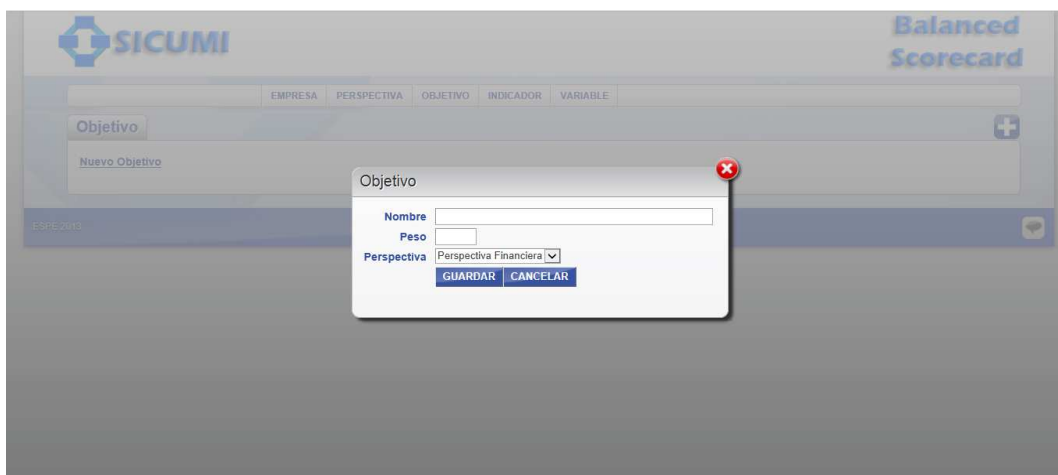 SICUMI
Balanced
Scorecard
EMPRESA PERSPECTIVA OBJETIVO INDICADOR VARIABLE
Objetivo
Nuevo Objetivo
Objetivo
Nombre
Peso
Perspectiva Perspectiva Financiera
GUARDAR CANCELAR
ESPE 2013